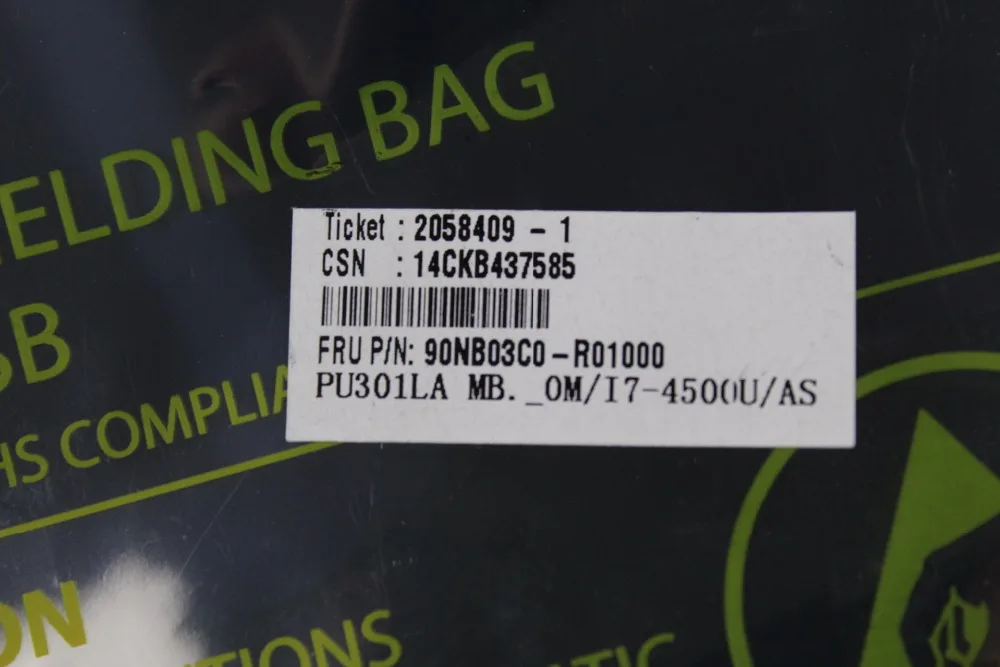 ELDING BAG
Ticket : 2058409 - 1
CSN : 14CKB437585
FRU P/N: 90NB03C0-R01000
PU301LA MB._0M/I7-4500U/AS
SB
HS COMPLIA
ON
TIONS
TIC